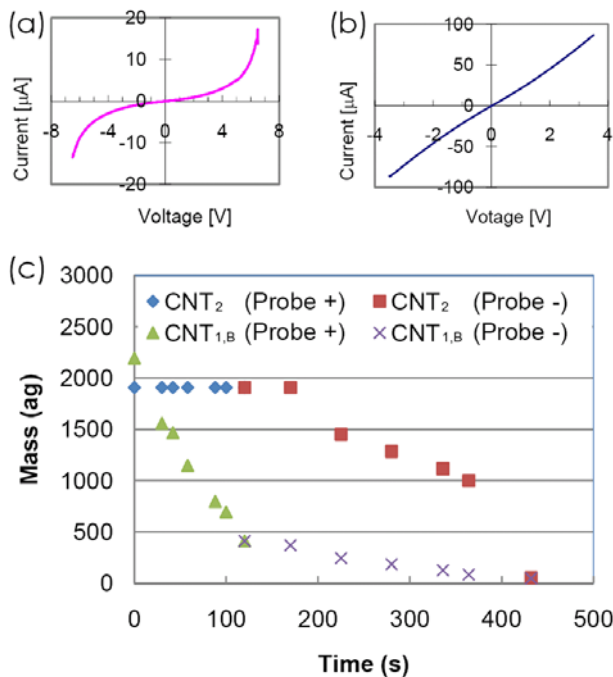 (a)
Current [µA]
20
10
0
-10
-20
-8 -4 0 4 8
Voltage [V]
(b)
Current [µA]
100
50
0
-50
-100
-4 -2 0 2 4
Votage [V]
(c)
Mass (ag)
3000
2500
2000
1500
1000
500
0
CNT₂ (Probe +) CNT₂ (Probe -)
CNT₁,B (Probe +) CNT₁,B (Probe -)
0 100 200 300 400 500
Time (s)